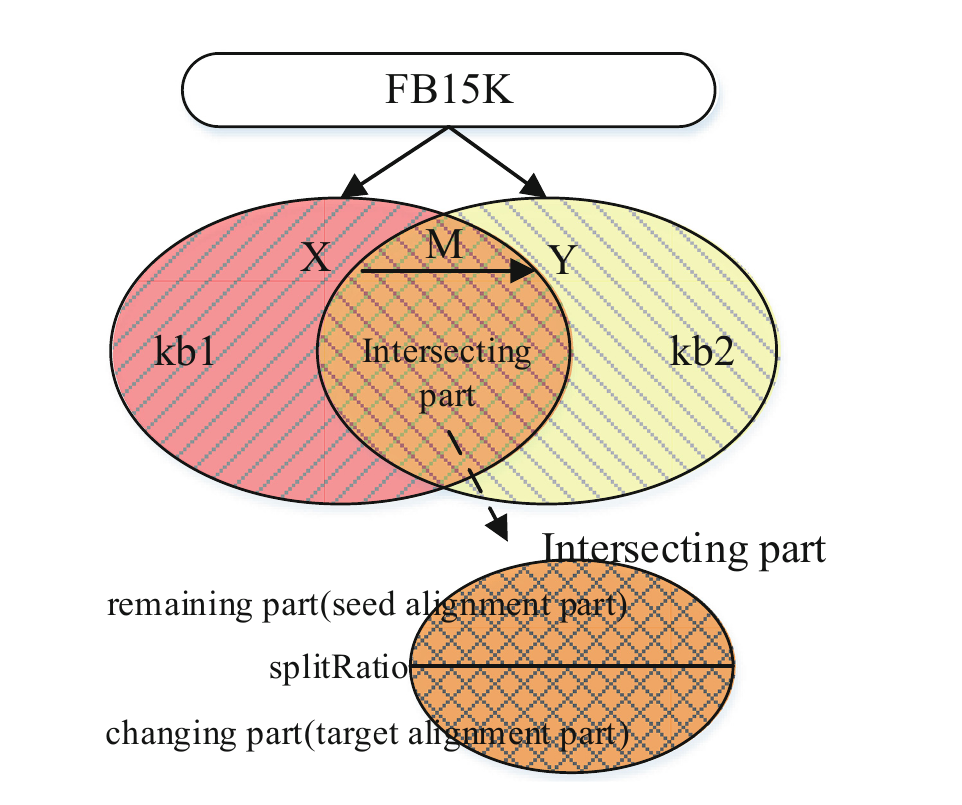 FB15K
X
M
Y
kb1
Intersecting
part
kb2
Intersecting part
remaining part(seed alignment part)
splitRatio
changing part(target alignment part)